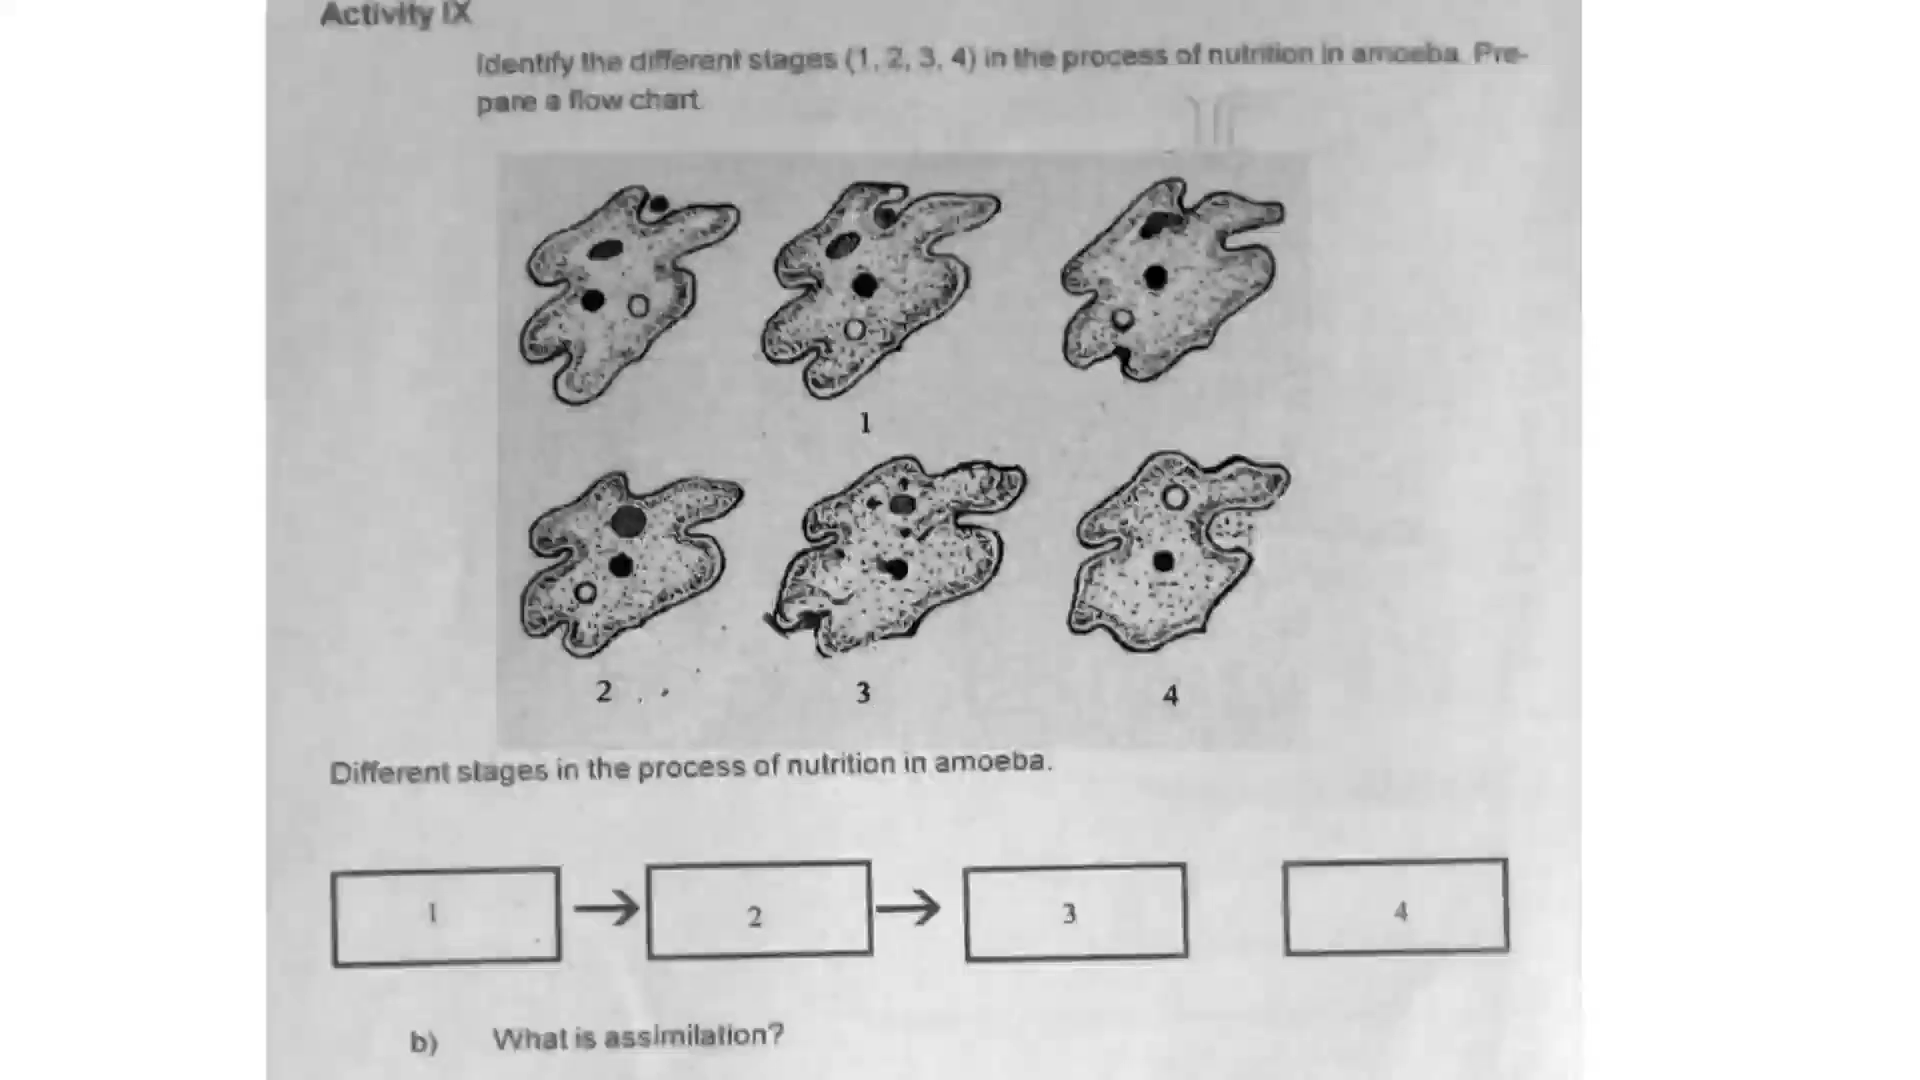 Activity IX
Identify the different stages (1, 2, 3, 4) in the process of nutrition in amoeba. Pre-
pare a flow chart
1
2
3
4
Different stages in the process of nutrition in amoeba.
1
2
3
4
b) What is assimilation?